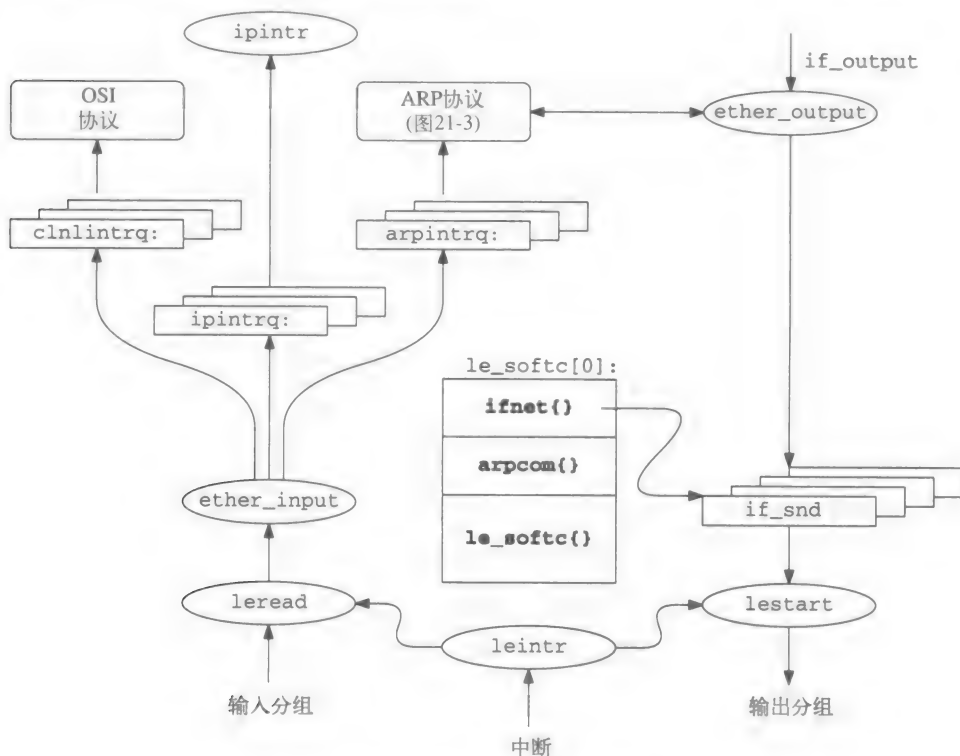 ipintr
if_output
OSI
协议
ARP协议
(图21-3)
ether_output
clnlintrq:
arpintrq:
ipintrq:
le_softc[0]:
ifnet{}
arpcom{}
ether_input
if_snd
le_softc{}
leread
lestart
leintr
输入分组
输出分组
中断